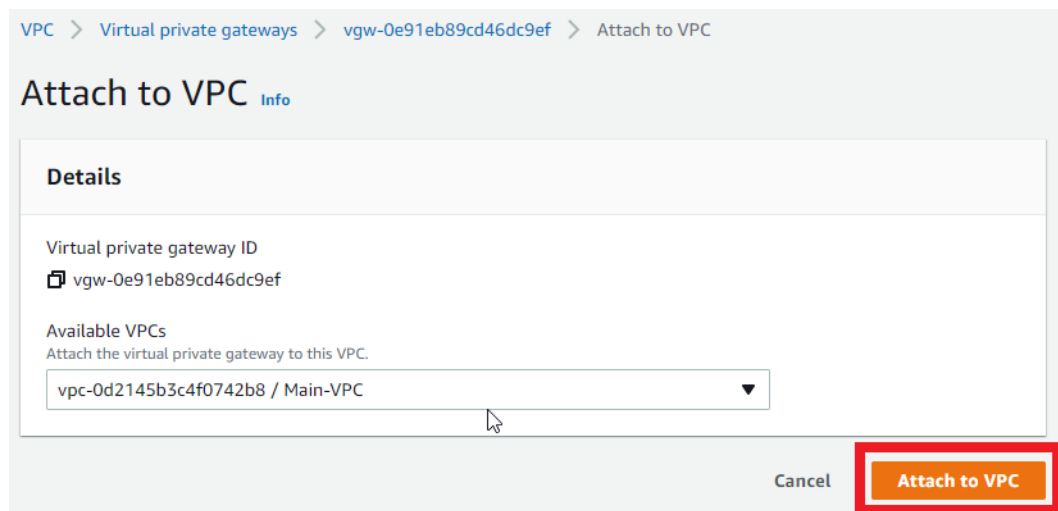 VPC > Virtual private gateways > vgw-0e91eb89cd46dc9ef > Attach to VPC
Attach to VPC Info
Details
Virtual private gateway ID
vgw-0e91eb89cd46dc9ef
Available VPCs
Attach the virtual private gateway to this VPC.
vpc-0d2145b3c4f0742b8 / Main-VPC
Cancel Attach to VPC